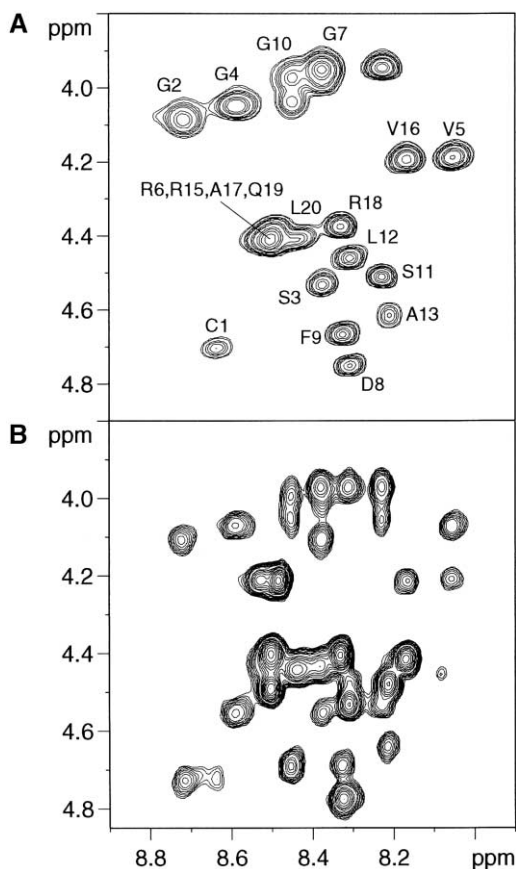 A
ppm
G10
G7
G2
G4
4.0
V16
V5
4.2
R6,R15,A17,Q19
L20
R18
4.4
L12
S11
S3
A13
4.6
C1
F9
D8
4.8
B
ppm
4.0
4.2
4.4
4.6
4.8
8.8
8.6
8.4
8.2
ppm